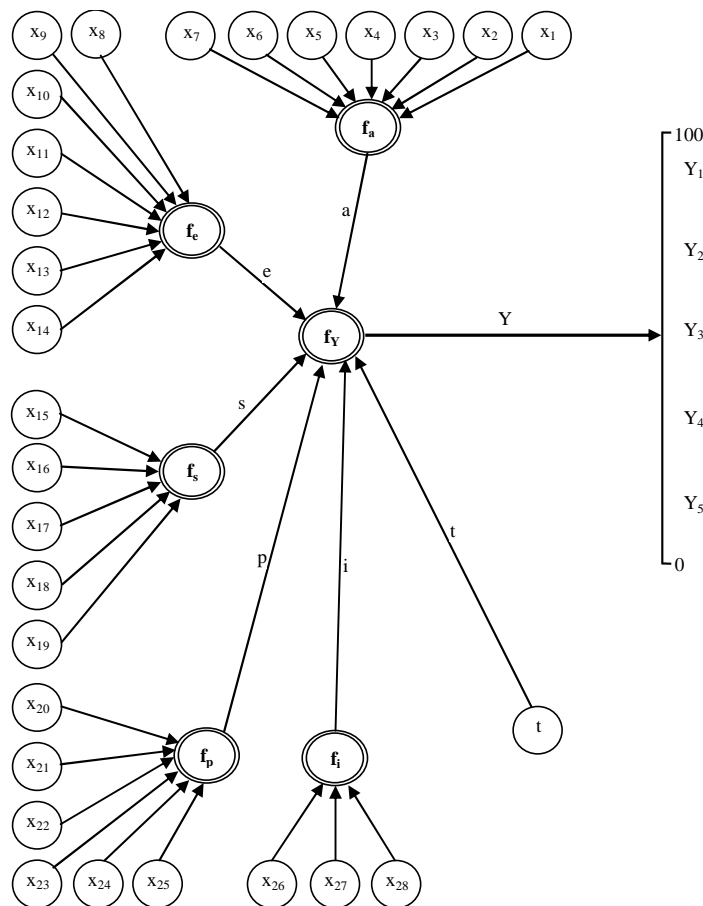 x₉ x₈ x₇ x₆ x₅ x₄ x₃ x₂ x₁
x₁₀
fₐ
100
x₁₁
Y₁
x₁₂
a
fₑ
Y₂
x₁₃
e
x₁₄
f_Y
Y
Y₃
x₁₅
s
Y₄
x₁₆
fₛ
x₁₇
Y₅
t
x₁₈
p
i
0
x₁₉
x₂₀
t
x₂₁
fₚ
fᵢ
x₂₂
x₂₃ x₂₄ x₂₅ x₂₆ x₂₇ x₂₈